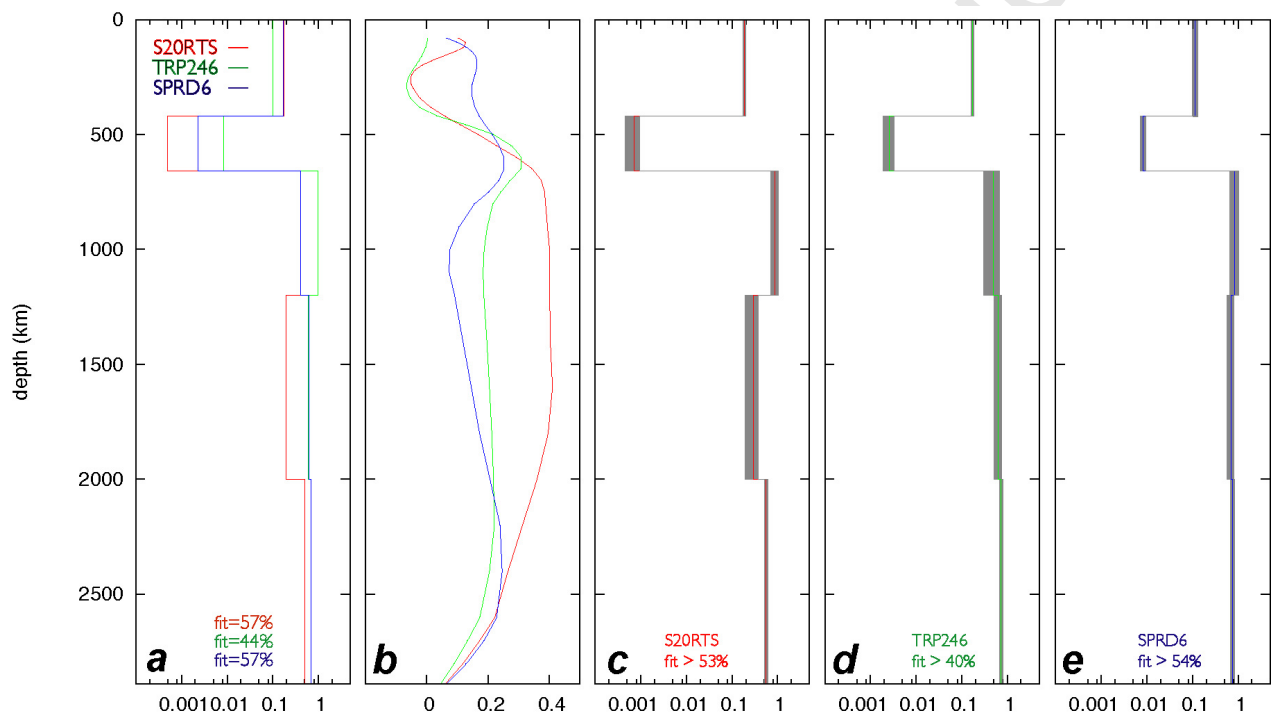 0
500
1000
1500
2000
2500
depth (km)
S20RTS
TRP246
SPRD6
fit=57%
fit=44%
fit=57%
a
0.001 0.01 0.1 1
b
0 0.2 0.4
c
S20RTS
fit > 53%
0.001 0.01 0.1 1
d
TRP246
fit > 40%
0.001 0.01 0.1 1
e
SPRD6
fit > 54%
0.001 0.01 0.1 1